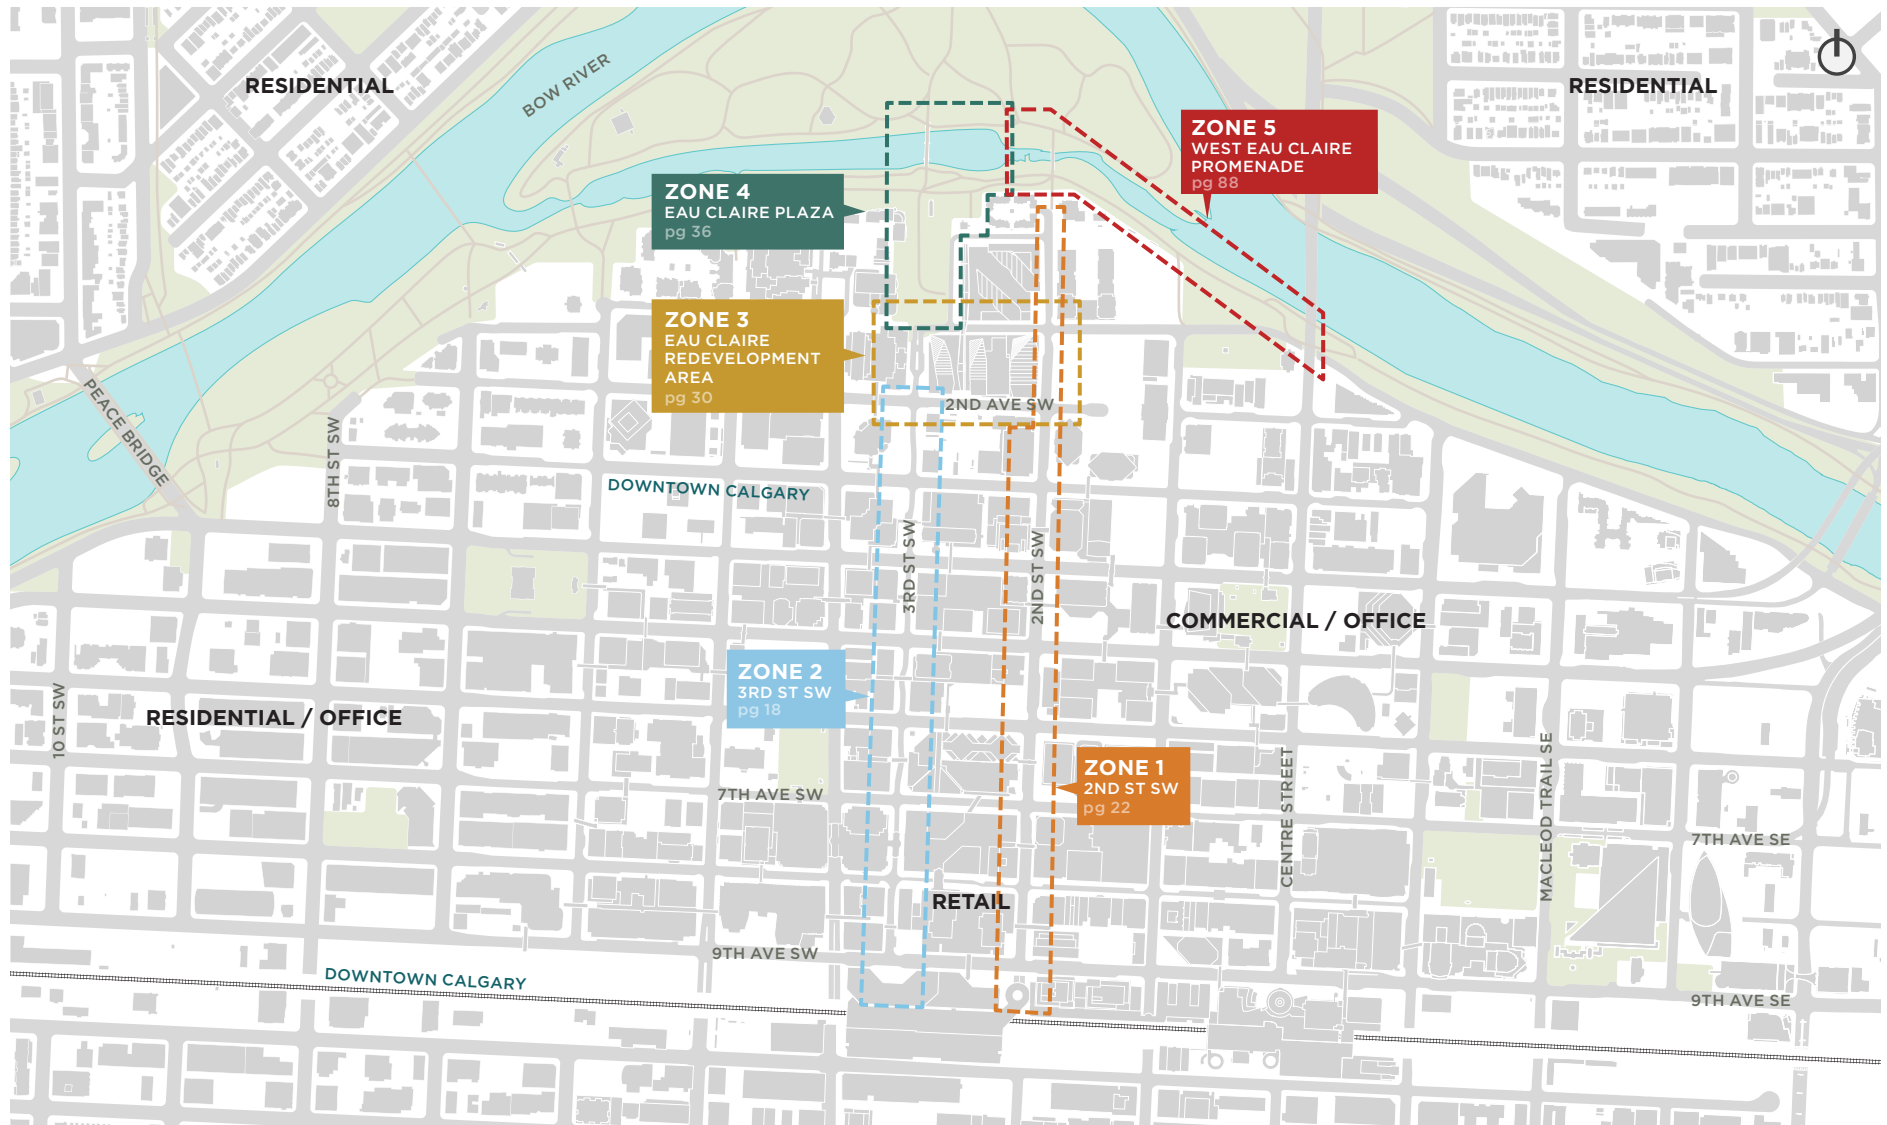 RESIDENTIAL
BOW RIVER
RESIDENTIAL
ZONE 5
WEST EAU CLAIRE
PROMENADE
pg 88
ZONE 4
EAU CLAIRE PLAZA
pg 36
ZONE 3
EAU CLAIRE
REDEVELOPMENT
AREA
pg 30
2ND AVE SW
PEACE BRIDGE
8TH ST SW
DOWNTOWN CALGARY
3RD ST SW
2ND ST SW
COMMERCIAL / OFFICE
ZONE 2
3RD ST SW
pg 18
10 ST SW
RESIDENTIAL / OFFICE
ZONE 1
2ND ST SW
pg 22
7TH AVE SW
CENTRE STREET
MACLEOD TRAIL SE
7TH AVE SE
RETAIL
9TH AVE SW
DOWNTOWN CALGARY
9TH AVE SE